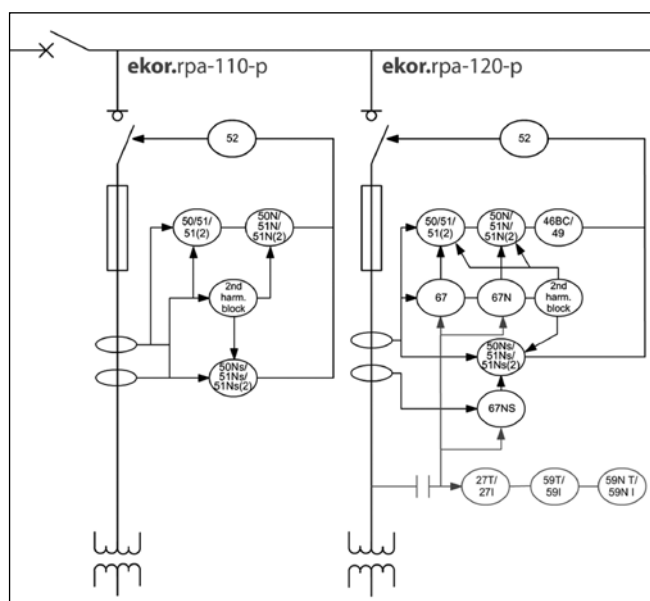 ekor.rpa-110-p
52
50/51/
51(2)
50N/
51N/
51N(2)
2nd
harm.
block
50Ns/
51Ns/
51Ns(2)
ekor.rpa-120-p
52
50/51/
51(2)
50N/
51N/
51N(2)
46BC/
49
67
67N
2nd
harm.
block
50Ns/
51Ns/
51Ns(2)
67NS
27T/
27I
59T/
59I
59N T/
59N I